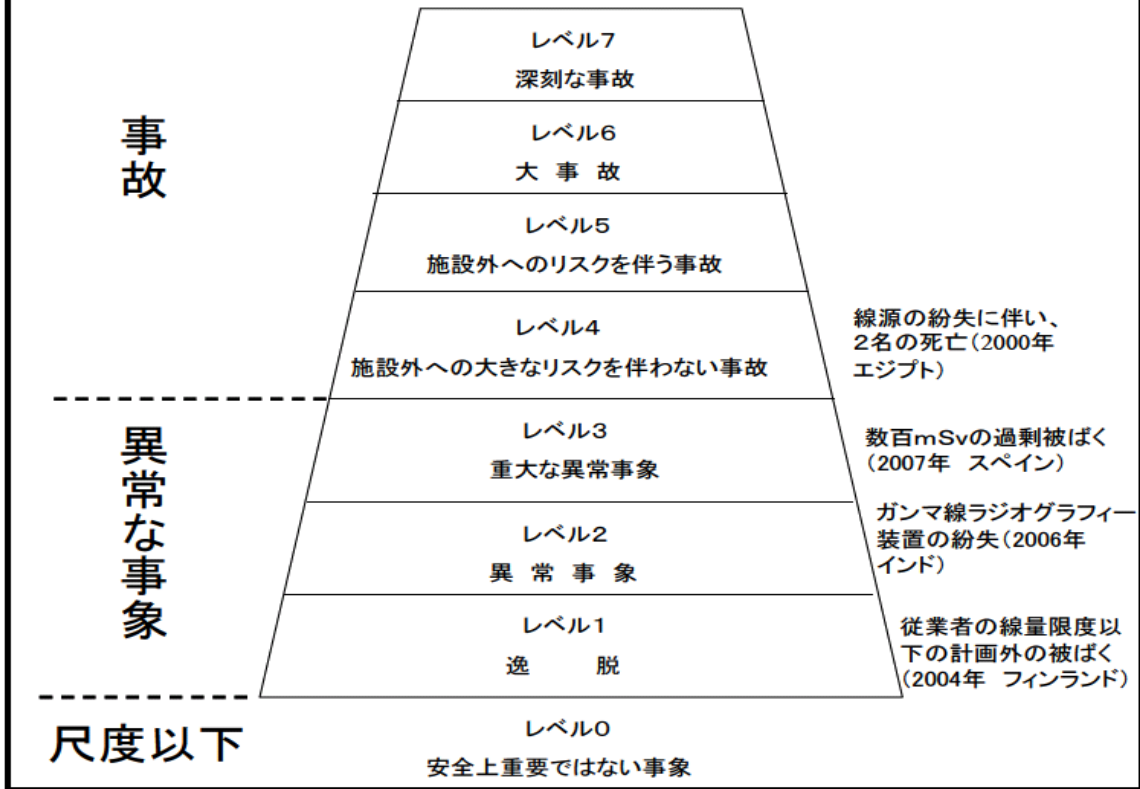 レベル7
深刻な事故
事故
レベル6
大 事 故
レベル5
施設外へのリスクを伴う事故
レベル4
施設外への大きなリスクを伴わない事故
線源の紛失に伴い、
2名の死亡(2000年
エジプト)
異常な事象
レベル3
重大な異常事象
数百mSvの過剰被ばく
(2007年 スペイン)
レベル2
異 常 事 象
ガンマ線ラジオグラフィー
装置の紛失(2006年
インド)
レベル1
逸 脱
従業者の線量限度以
下の計画外の被ばく
(2004年 フィンランド)
尺度以下
レベル0
安全上重要ではない事象